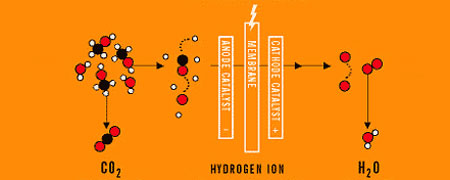 ANODE CATALYST -
MEMBRANE
CATHODE CATALYST +
CO₂
HYDROGEN ION
H₂O